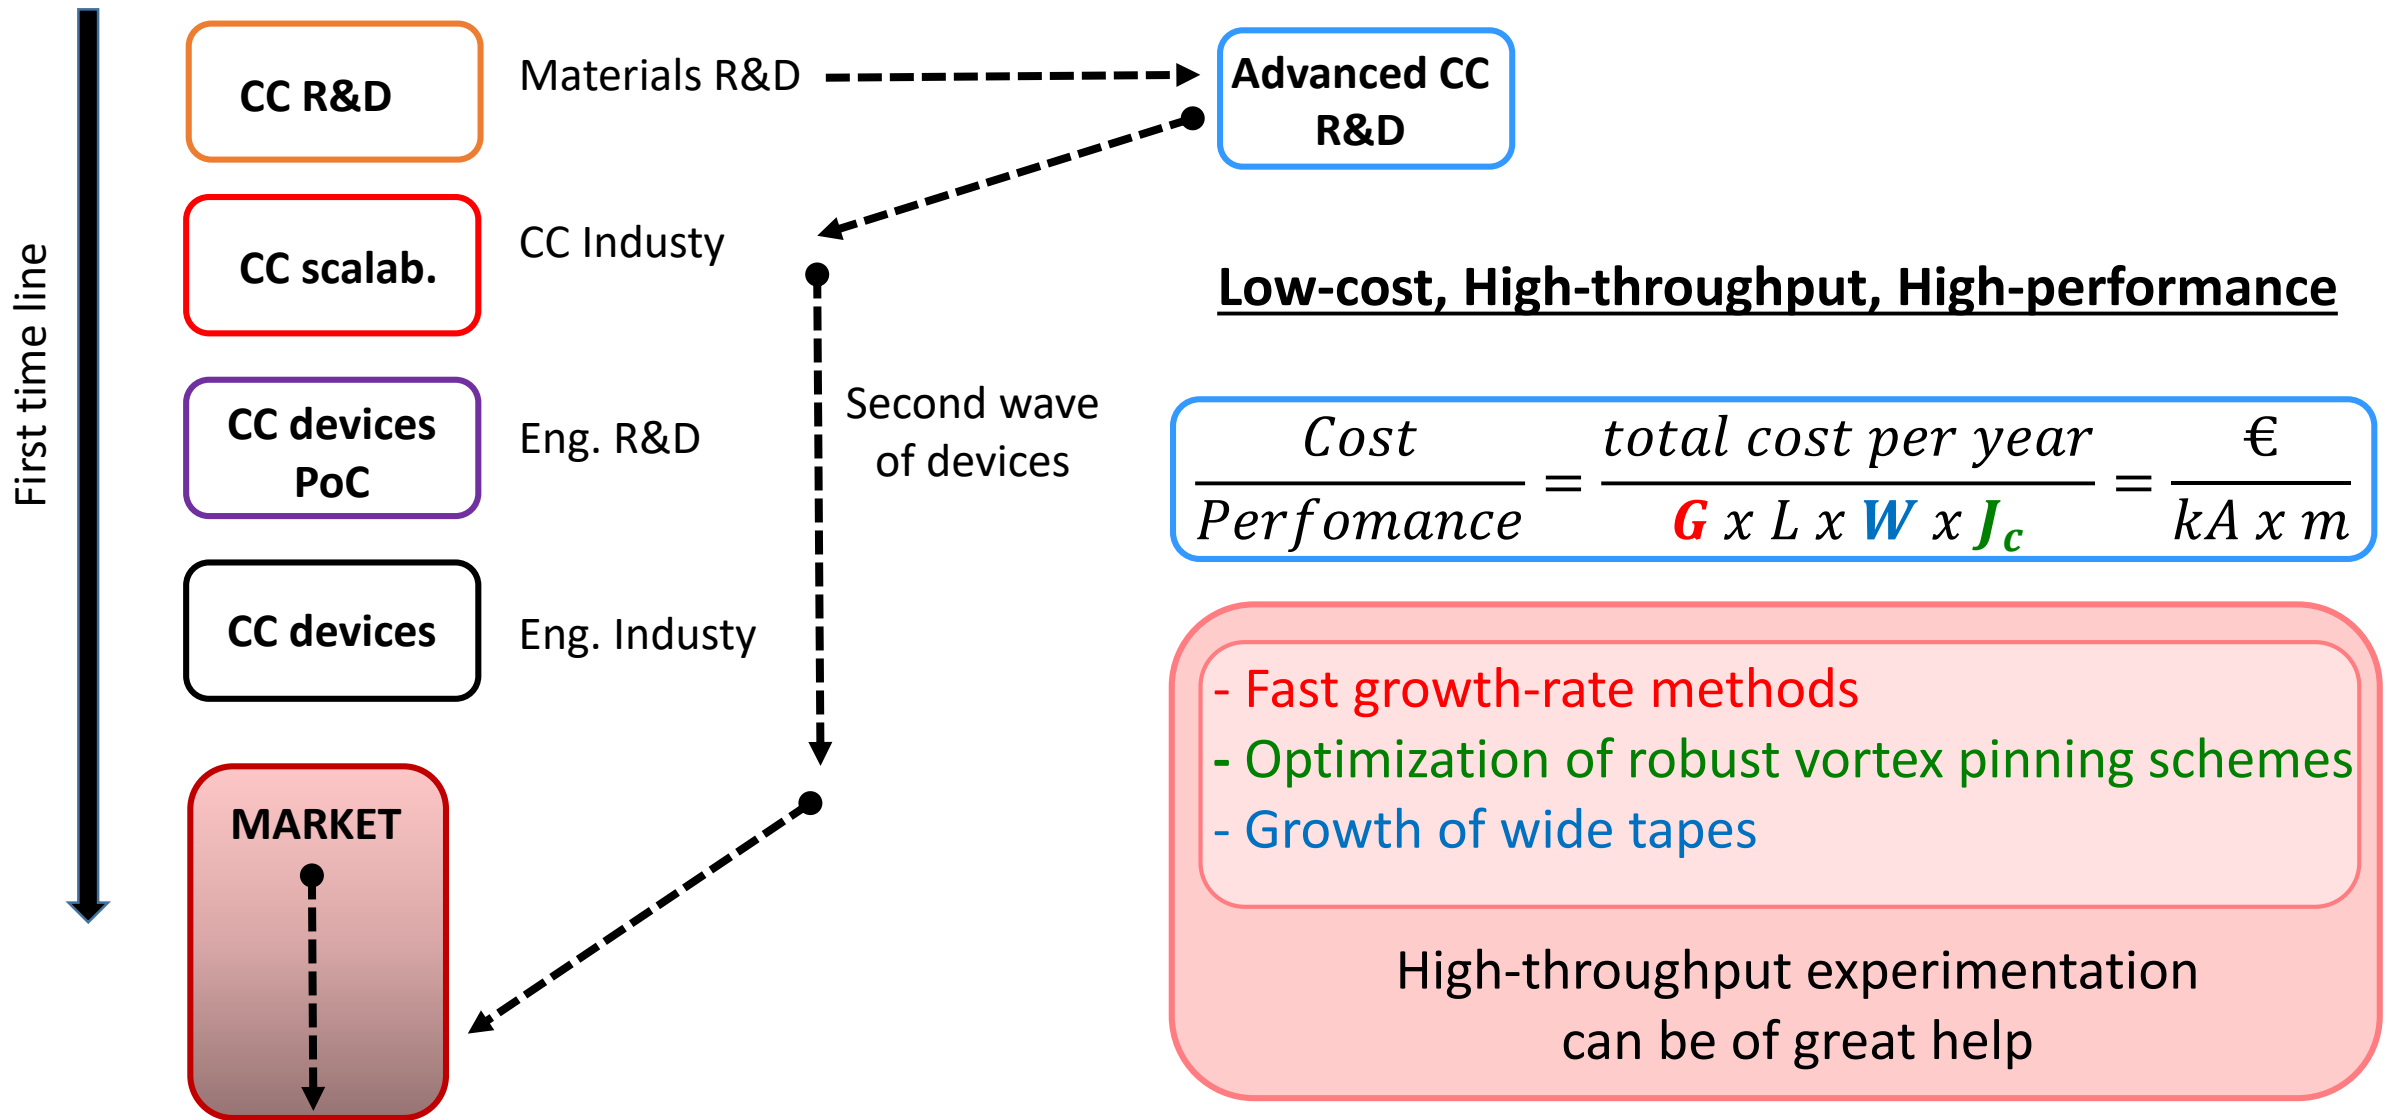 First time line
CC R&D
Materials R&D
Advanced CC
R&D
CC scalab.
CC Industy
Low-cost, High-throughput, High-performance
CC devices
PoC
Eng. R&D
Second wave
of devices
Cost / Perfomance = total cost per year / G x L x W x J_c = € / kA x m
CC devices
Eng. Industy
MARKET
- Fast growth-rate methods
- Optimization of robust vortex pinning schemes
- Growth of wide tapes
High-throughput experimentation
can be of great help